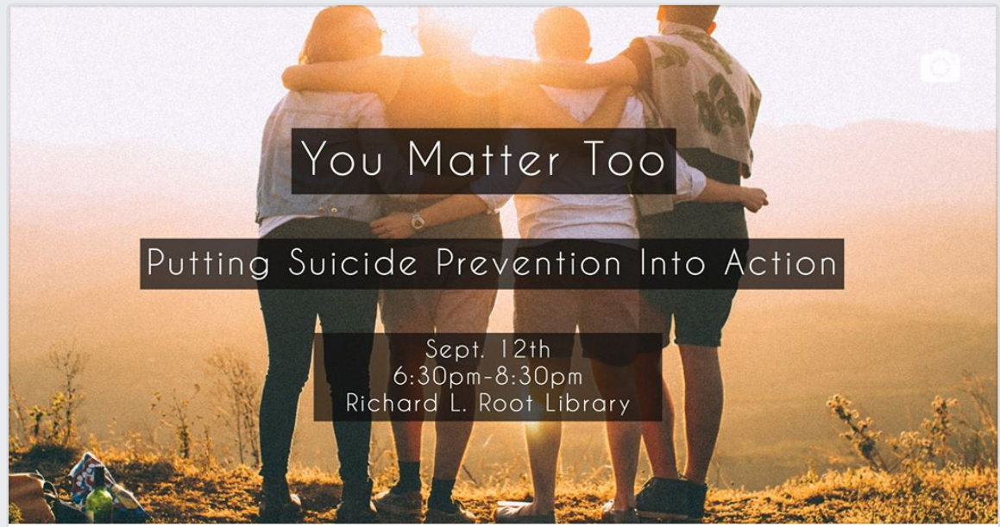 You Matter Too
Putting Suicide Prevention Into Action
Sept. 12th
6:30pm-8:30pm
Richard L. Root Library